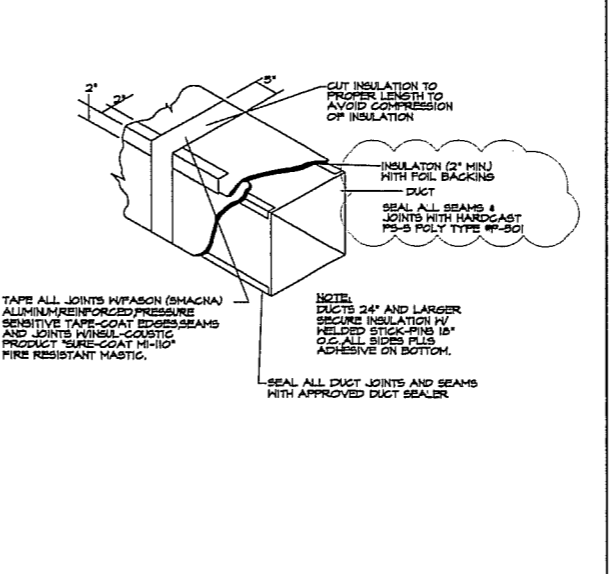 2"
2"
3"
CUT INSULATION TO
PROPER LENGTH TO
AVOID COMPRESSION
OF INSULATION
INSULATON (2" MIN.)
WITH FOIL BACKING
DUCT
SEAL ALL SEAMS &
JOINTS WITH HARDCAST
PS-5 POLY TYPE #P-301
TAPE ALL JOINTS W/FASON (SMACNA)
ALUMINUM,REINFORCED,PRESSURE
SENSITIVE TAPE-COAT EDGES,SEAMS
AND JOINTS W/INSUL-COUSTIC
PRODUCT "SURE-COAT MI-110"
FIRE RESISTANT MASTIC.
NOTE:
DUCTS 24" AND LARGER
SECURE INSULATION W/
WELDED STICK-PINS 18"
O.C. ALL SIDES PLUS
ADHESIVE ON BOTTOM.
SEAL ALL DUCT JOINTS AND SEAMS
WITH APPROVED DUCT SEALER